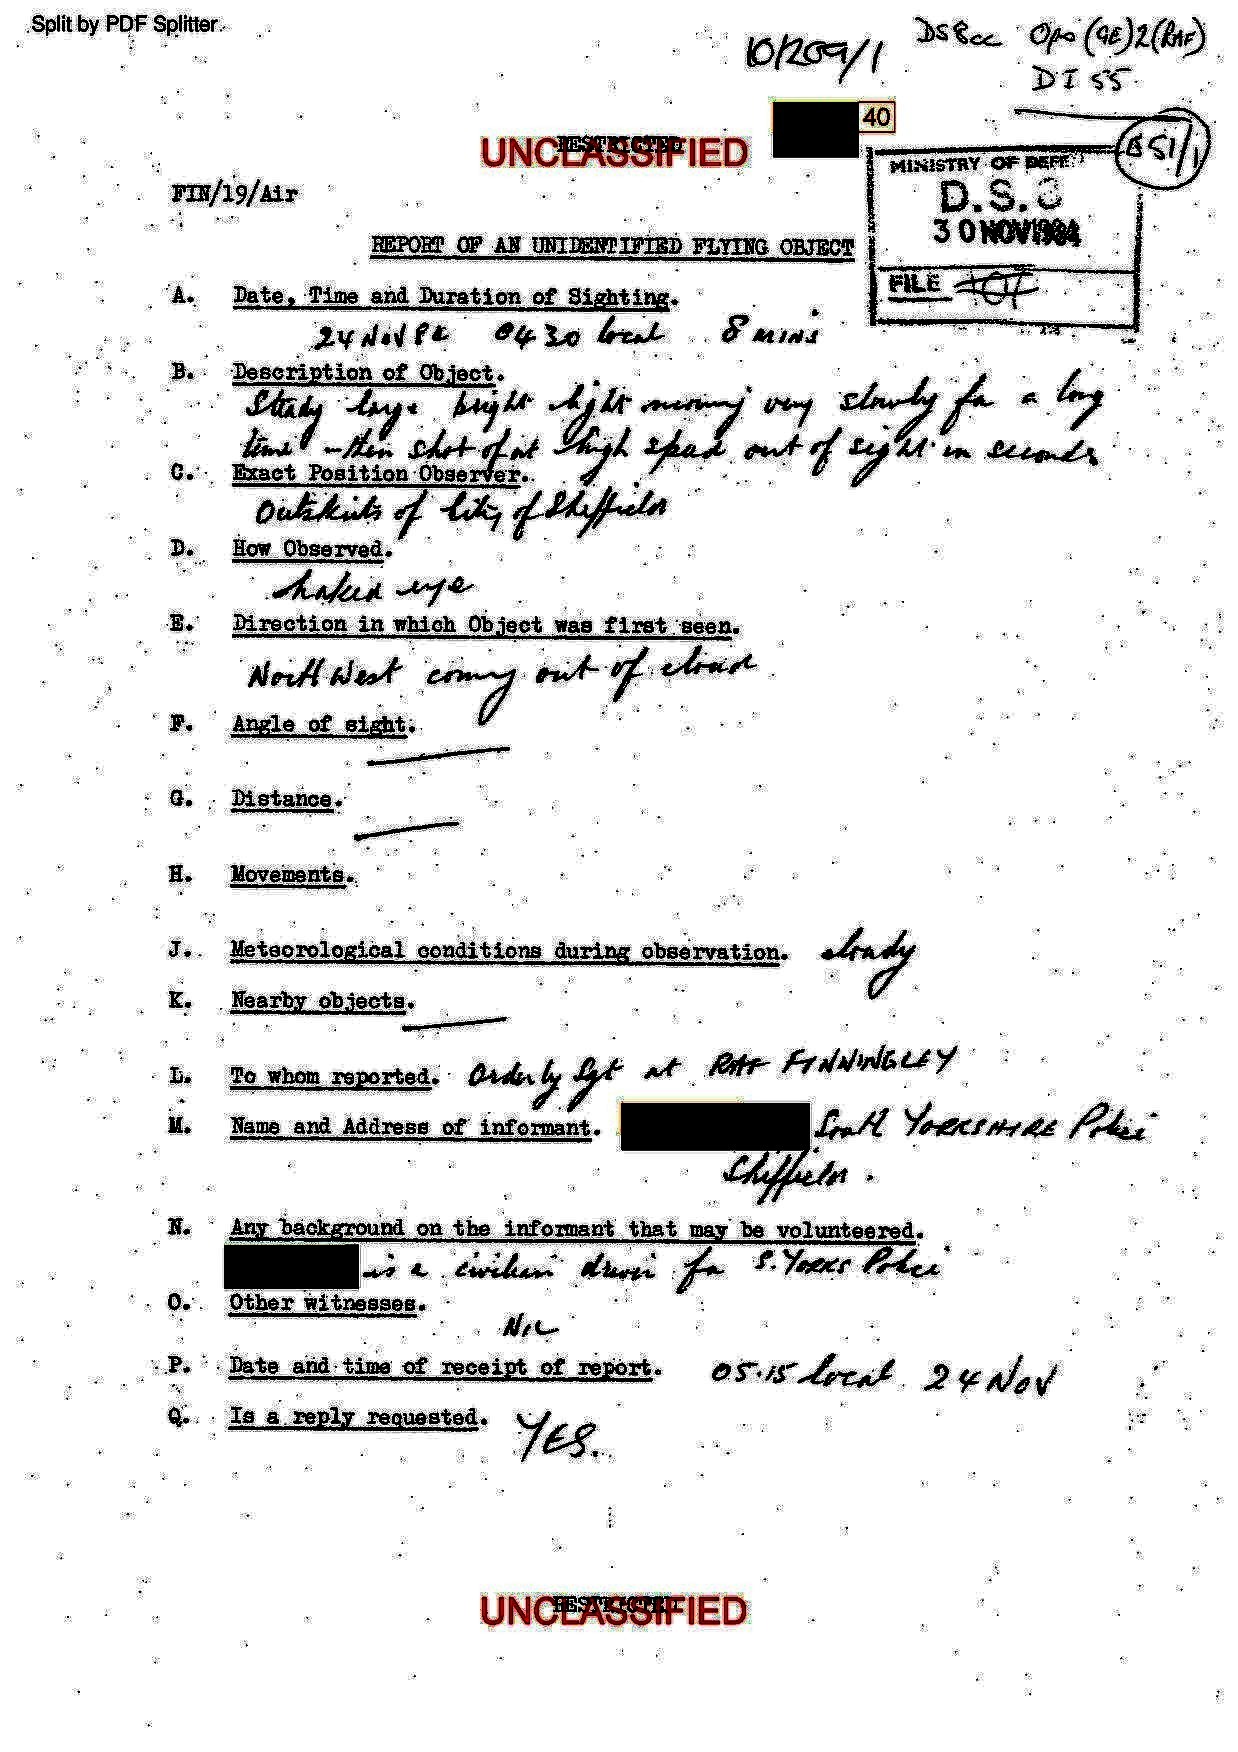 Split by PDF Splitter
10/209/1
DS8cc Ops (GE)2(RAF)
DI 55
40
UNCLASSIFIED
RESTRICTED
MINISTRY OF DEFE
D.S.8
30 NOV 1984
FILE
FIN/19/Air
REPORT OF AN UNIDENTIFIED FLYING OBJECT
A. Date, Time and Duration of Sighting.
24 Nov 84 0430 local 8 mins
B. Description of Object.
Steady large bright light moving very slowly for a long
time - then shot of at high speed out of sight in seconds
C. Exact Position Observer.
Outskirts of City of Sheffield
D. How Observed.
naked eye
E. Direction in which Object was first seen.
North West coming out of cloud
F. Angle of sight.
G. Distance.
H. Movements.
J. Meteorological conditions during observation. cloudy
K. Nearby objects.
L. To whom reported. Orderly Sgt at RAF FINNINGLEY
M. Name and Address of informant. South YORKSHIRE Police
Sheffield.
N. Any background on the informant that may be volunteered.
is a civilian driver for S. YORKS Police
O. Other witnesses.
NIL
P. Date and time of receipt of report. 05.15 local 24 Nov
Q. Is a reply requested. YES.
UNCLASSIFIED
RESTRICTED